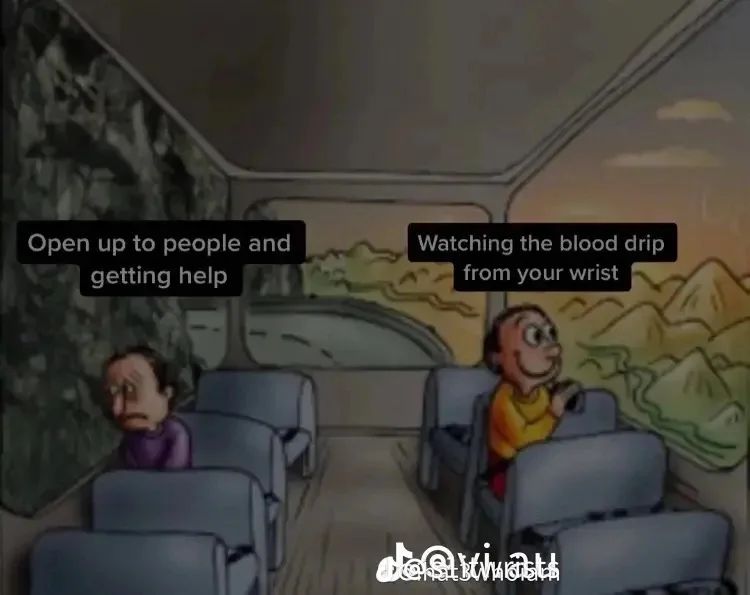 Open up to people and
getting help
Watching the blood drip
from your wrist